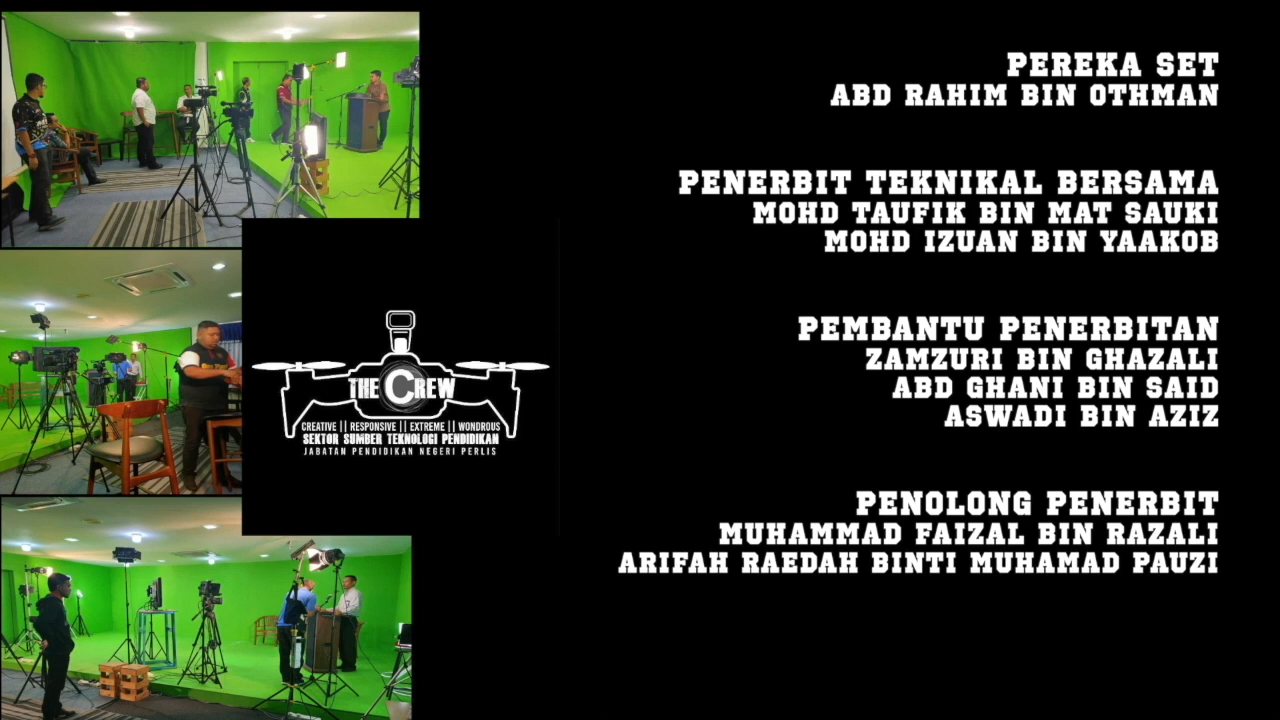 PEREKA SET
ABD RAHIM BIN OTHMAN
PENERBIT TEKNIKAL BERSAMA
MOHD TAUFIK BIN MAT SAUKI
MOHD IZUAN BIN YAAKOB
PEMBANTU PENERBITAN
ZAMZURI BIN GHAZALI
ABD GHANI BIN SAID
ASWADI BIN AZIZ
PENOLONG PENERBIT
MUHAMMAD FAIZAL BIN RAZALI
ARIFAH RAEDAH BINTI MUHAMAD PAUZI
THE CREW
CREATIVE || RESPONSIVE || EXTREME || WONDROUS
SEKTOR SUMBER TEKNOLOGI PENDIDIKAN
JABATAN PENDIDIKAN NEGERI PERLIS